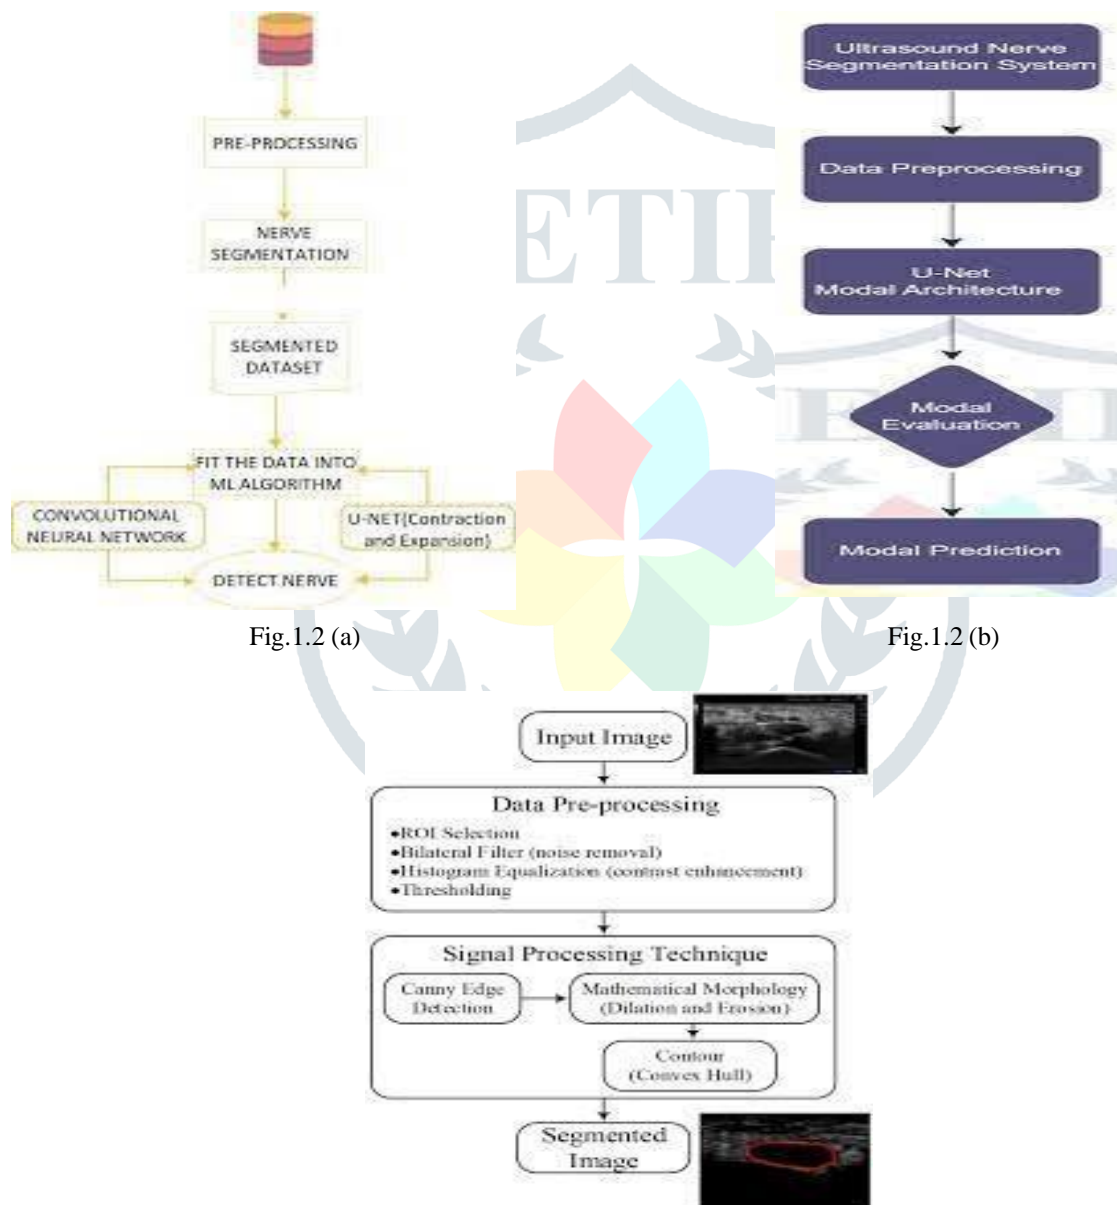 PRE-PROCESSING
NERVE
SEGMENTATION
SEGMENTED
DATASET
FIT THE DATA INTO
ML ALGORITHM
CONVOLUTIONAL
NEURAL NETWORK
U-NET(Contraction
and Expansion)
DETECT NERVE
Fig.1.2 (a)
Ultrasound Nerve
Segmentation System
Data Preprocessing
U-Net
Modal Architecture
Modal
Evaluation
Modal Prediction
Fig.1.2 (b)
Input Image
Data Pre-processing
•ROI Selection
•Bilateral Filter (noise removal)
•Histogram Equalization (contrast enhancement)
•Thresholding
Signal Processing Technique
Canny Edge
Detection
Mathematical Morphology
(Dilation and Erosion)
Contour
(Convex Hull)
Segmented
Image